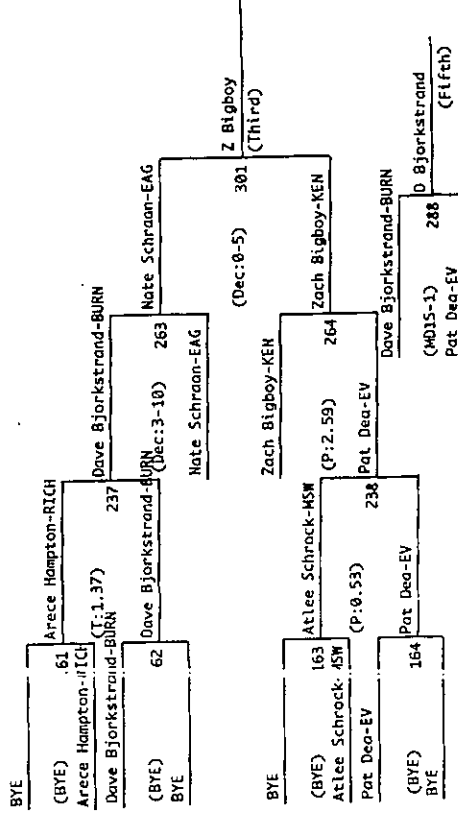 BYE
(BYE) 61
Arece Hampton-RICH
Arece Hampton-RICH
(T:1.37)
237
Dave Bjorkstrand-BURN
Dave Bjorkstrand-BURN
(BYE) 62
BYE
Dave Bjorkstrand-BURN
(Dec:3-10) 263
Nate Schraan-EAG
Nate Schraan-EAG
(Dec:0-5) 301
Z Bigboy
(Third)
BYE
(BYE) 163
Atlee Schrock-MSW
Atlee Schrock-MSW
(P:0.53) 238
Pat Dea-EV
(BYE) 164
BYE
Pat Dea-EV
Pat Dea-EV
Zach Bigboy-KEN
(P:2.59) 264
Zach Bigboy-KEN
Dave Bjorkstrand-BURN
(MD15-1) 288
Pat Dea-EV
D Bjorkstrand
(Fifth)